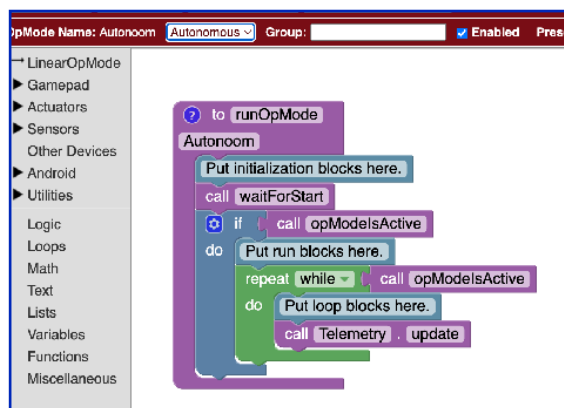 OpMode Name: Autonoom Autonomous Group: Enabled Pres
LinearOpMode
Gamepad
Actuators
Sensors
Other Devices
Android
Utilities
Logic
Loops
Math
Text
Lists
Variables
Functions
Miscellaneous
? to runOpMode
Autonoom
Put initialization blocks here.
call waitForStart
if call opModeIsActive
do Put run blocks here.
repeat while call opModeIsActive
do Put loop blocks here.
call Telemetry . update